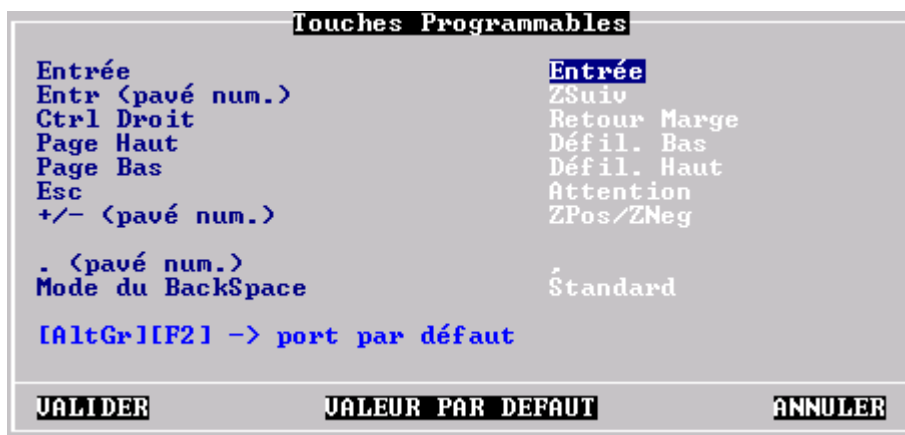 Touches Programmables
Entrée Entrée
Entr (pavé num.) ZSuiv
Ctrl Droit Retour Marge
Page Haut Défil. Bas
Page Bas Défil. Haut
Esc Attention
+/- (pavé num.) ZPos/ZNeg
. (pavé num.) ,
Mode du BackSpace Standard
[AltGr][F2] -> port par défaut
VALIDER VALEUR PAR DEFAUT ANNULER